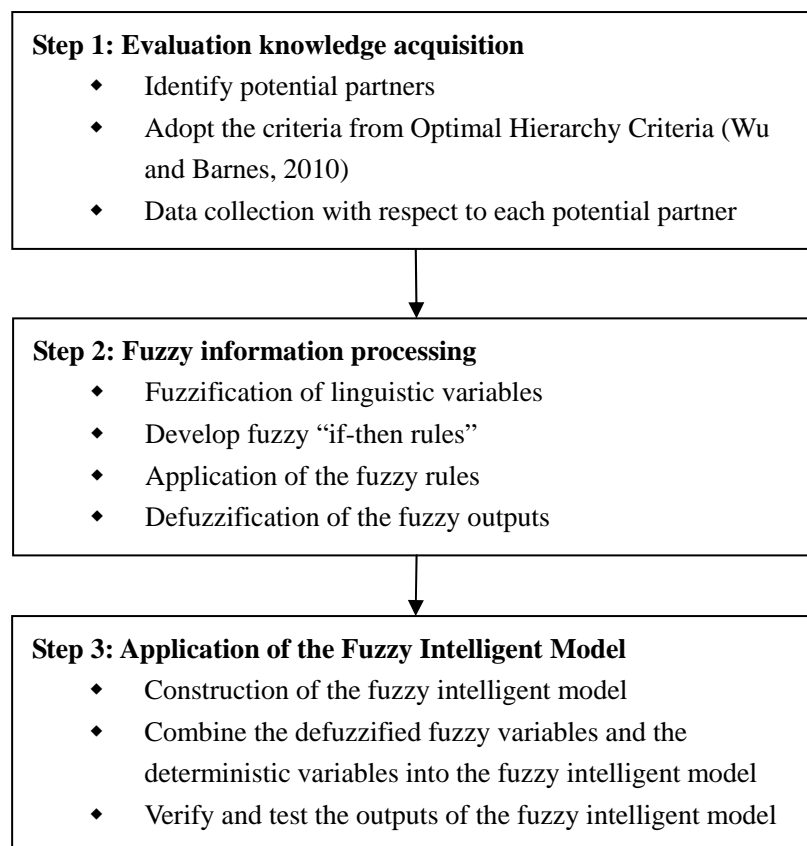 Step 1: Evaluation knowledge acquisition
◆ Identify potential partners
◆ Adopt the criteria from Optimal Hierarchy Criteria (Wu
and Barnes, 2010)
◆ Data collection with respect to each potential partner
Step 2: Fuzzy information processing
◆ Fuzzification of linguistic variables
◆ Develop fuzzy “if-then rules”
◆ Application of the fuzzy rules
◆ Defuzzification of the fuzzy outputs
Step 3: Application of the Fuzzy Intelligent Model
◆ Construction of the fuzzy intelligent model
◆ Combine the defuzzified fuzzy variables and the
deterministic variables into the fuzzy intelligent model
◆ Verify and test the outputs of the fuzzy intelligent model